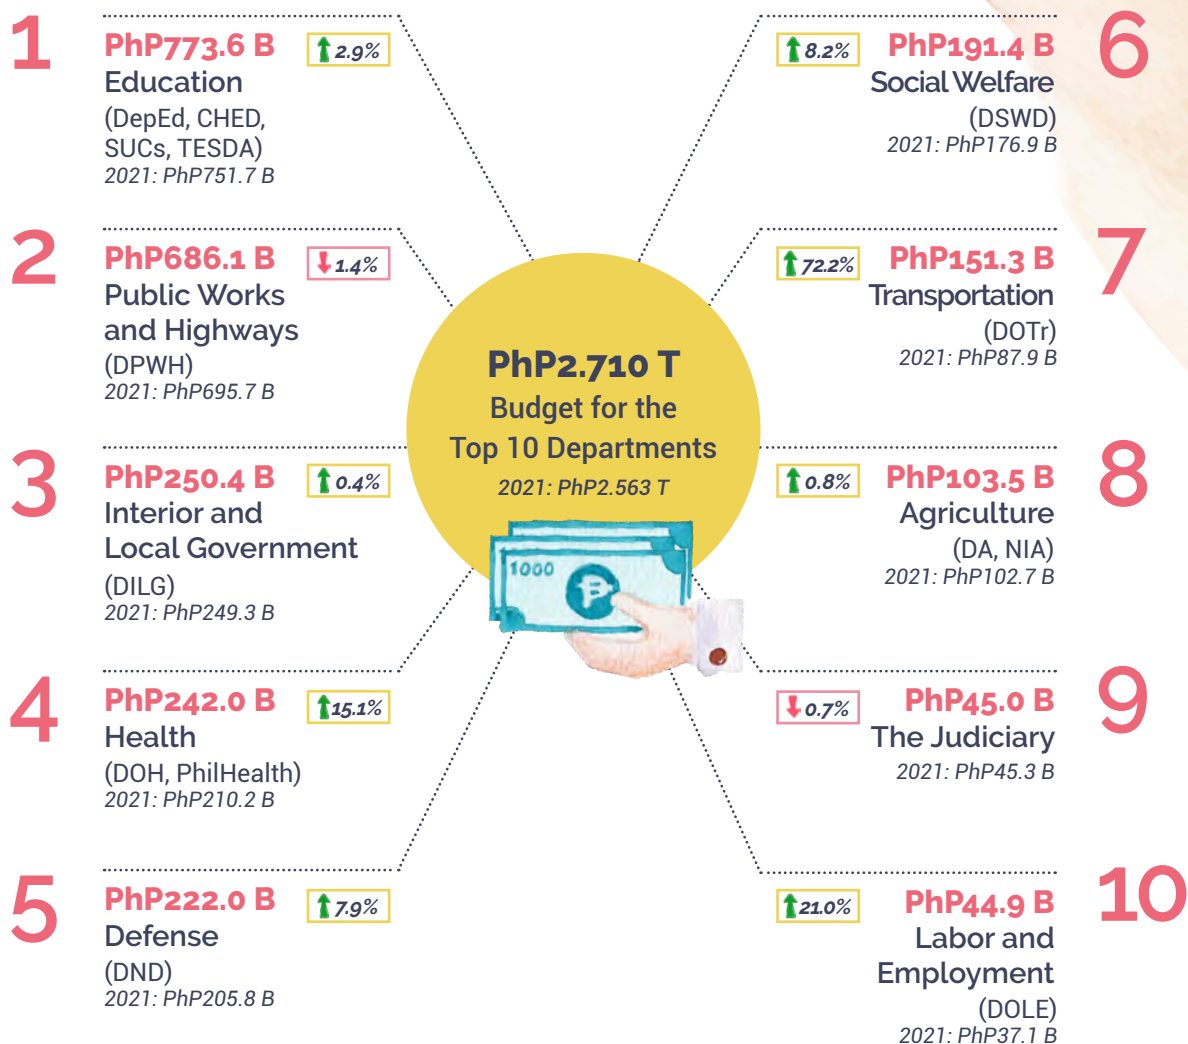 1
PhP773.6 B
2.9%
Education
(DepEd, CHED,
SUCs, TESDA)
2021: PhP751.7 B
2
PhP686.1 B
1.4%
Public Works
and Highways
(DPWH)
2021: PhP695.7 B
3
PhP250.4 B
0.4%
Interior and
Local Government
(DILG)
2021: PhP249.3 B
4
PhP242.0 B
15.1%
Health
(DOH, PhilHealth)
2021: PhP210.2 B
5
PhP222.0 B
7.9%
Defense
(DND)
2021: PhP205.8 B
PhP2.710 T
Budget for the
Top 10 Departments
2021: PhP2.563 T
1000
6
8.2%
PhP191.4 B
Social Welfare
(DSWD)
2021: PhP176.9 B
7
72.2%
PhP151.3 B
Transportation
(DOTr)
2021: PhP87.9 B
8
0.8%
PhP103.5 B
Agriculture
(DA, NIA)
2021: PhP102.7 B
9
0.7%
PhP45.0 B
The Judiciary
2021: PhP45.3 B
10
21.0%
PhP44.9 B
Labor and
Employment
(DOLE)
2021: PhP37.1 B